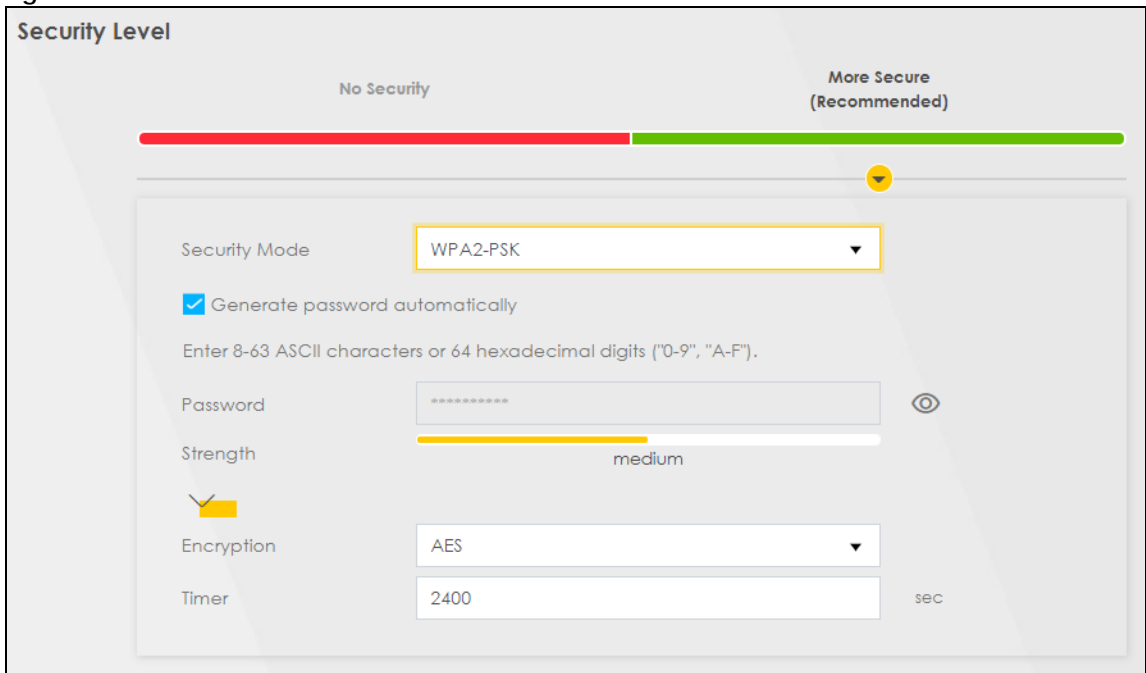 Security Level
No Security
More Secure
(Recommended)
Security Mode WPA2-PSK
Generate password automatically
Enter 8-63 ASCII characters or 64 hexadecimal digits ("0-9", "A-F").
Password **********
Strength
medium
Encryption AES
Timer 2400 sec